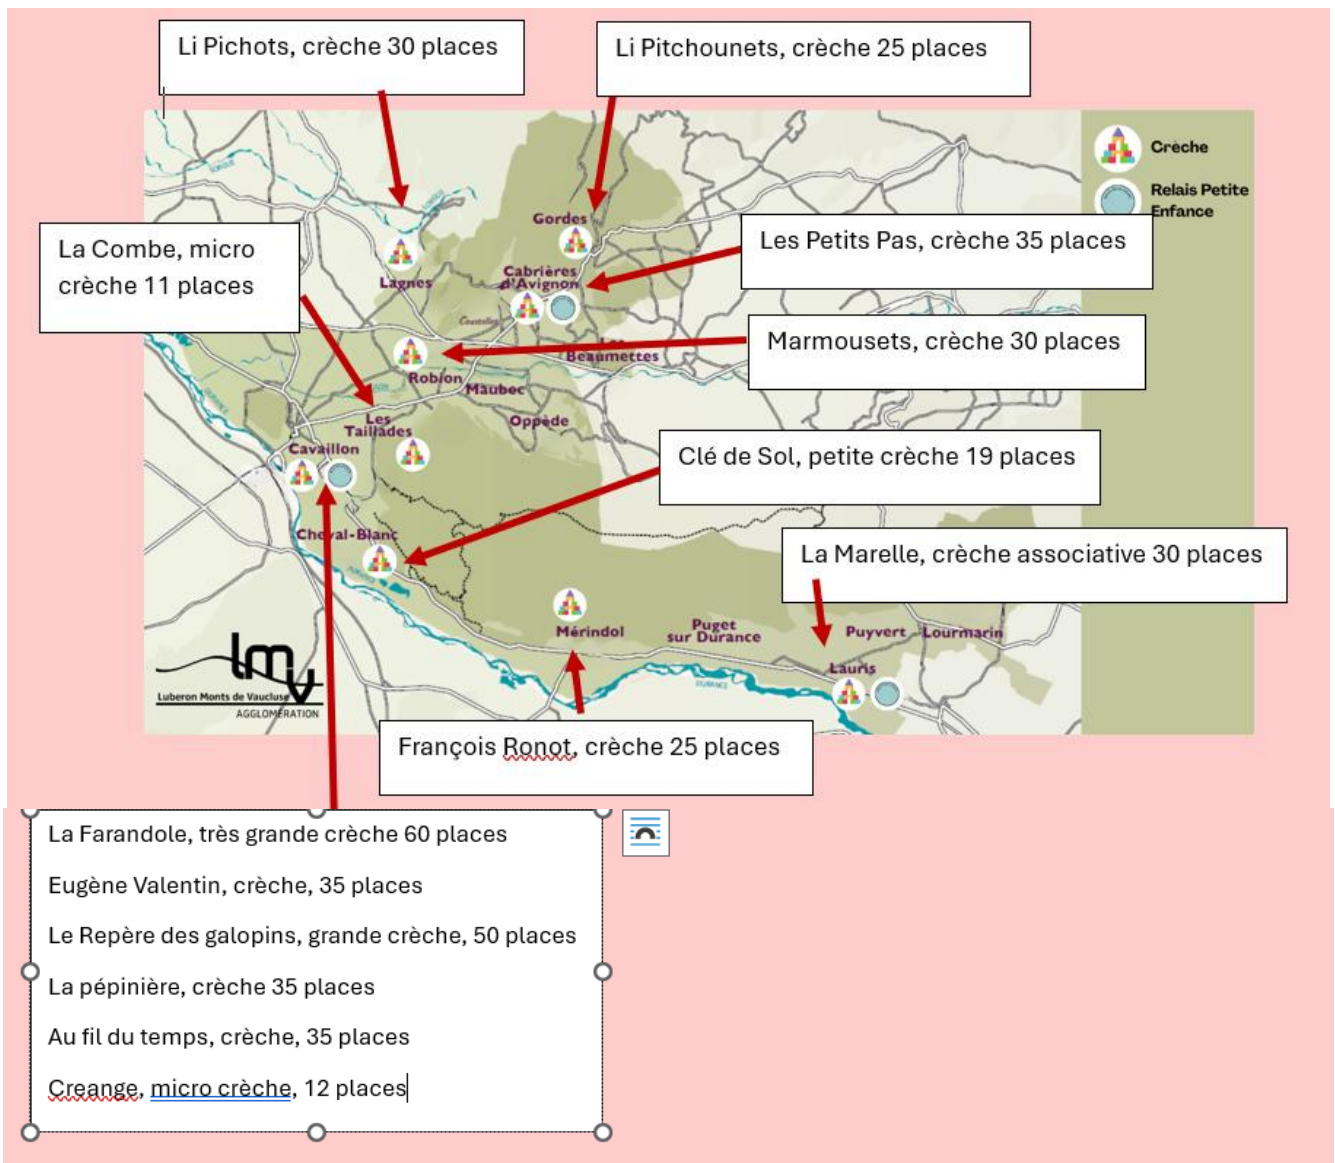 Li Pichots, crèche 30 places
Li Pitchounets, crèche 25 places
Crèche
Relais Petite
Enfance
Gordes
La Combe, micro
crèche 11 places
Les Petits Pas, crèche 35 places
Lagnes
Cabrières
d'Avignon
Coustellet
Marmousets, crèche 30 places
Beaumettes
Robion
Maubec
Les
Taillades
Oppède
DURANCE
Cavaillon
Clé de Sol, petite crèche 19 places
Cheval-Blanc
La Marelle, crèche associative 30 places
DURANCE
Mérindol
Puget
sur Durance
Puyvert
Lourmarin
Lauris
DURANCE
lmv
Luberon Monts de Vaucluse
AGGLOMÉRATION
François Ronot, crèche 25 places
La Farandole, très grande crèche 60 places
Eugène Valentin, crèche, 35 places
Le Repère des galopins, grande crèche, 50 places
La pépinière, crèche 35 places
Au fil du temps, crèche, 35 places
Creange, micro crèche, 12 places